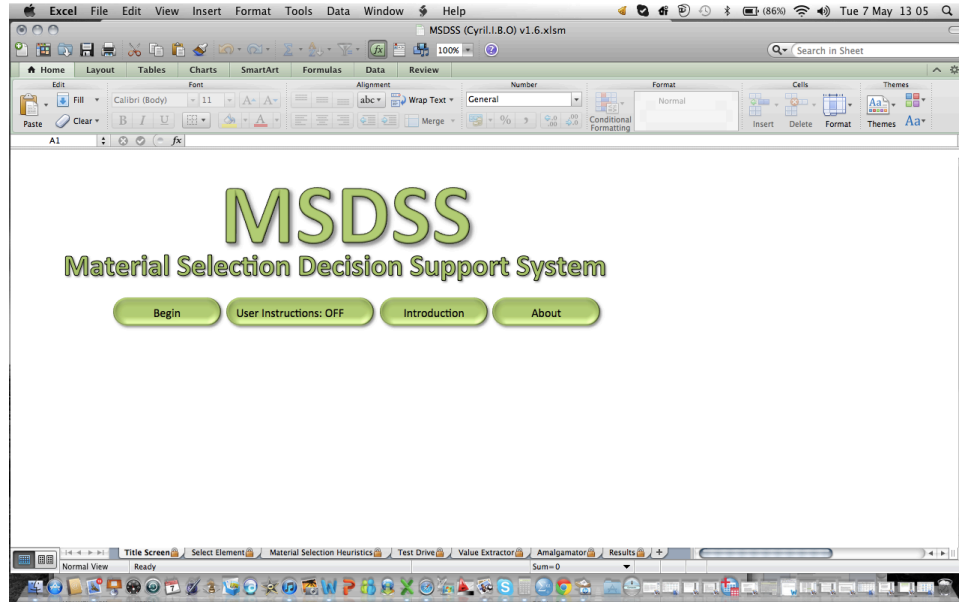 Excel File Edit View Insert Format Tools Data Window Help (86%) Tue 7 May 13 05
MSDSS (Cyril.I.B.O) v1.6.xlsm
100% Search in Sheet
Home Layout Tables Charts SmartArt Formulas Data Review
Edit Font Alignment Number Format Cells Themes
Fill Calibri (Body) 11 A A abc Wrap Text General Normal
Paste Clear B I U A Merge % Conditional Formatting Insert Delete Format Themes Aa
A1 fx
MSDSS
Material Selection Decision Support System
Begin User Instructions: OFF Introduction About
Title Screen Select Element Material Selection Heuristics Test Drive Value Extractor Amalgamator Results +
Normal View Ready Sum=0